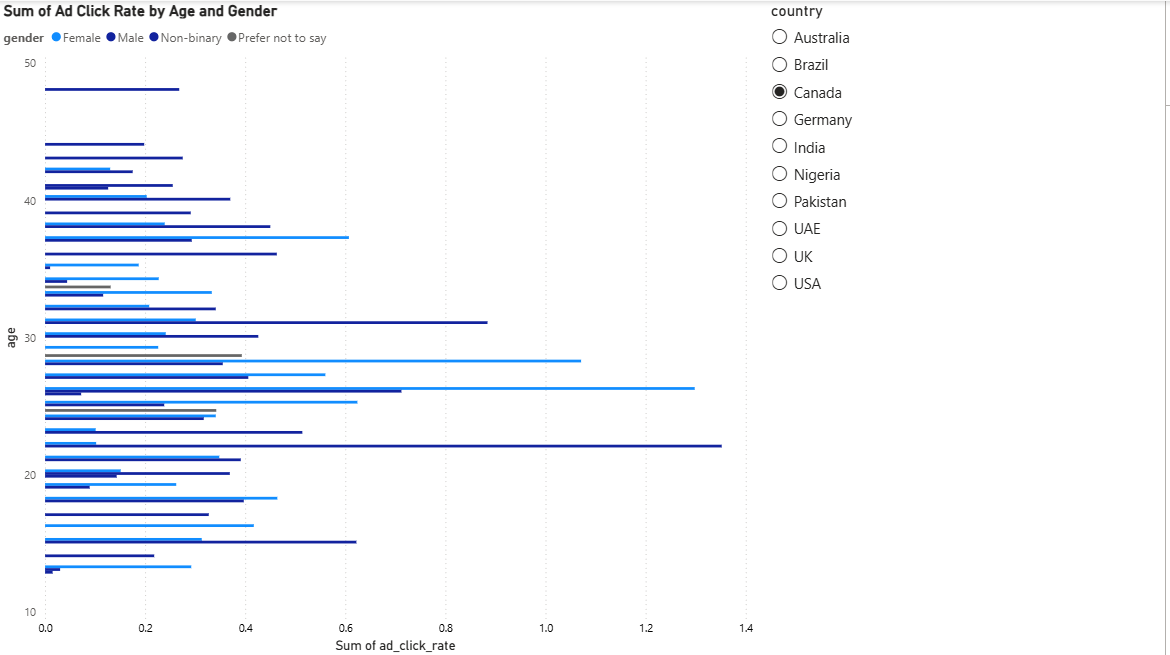 Sum of Ad Click Rate by Age and Gender
gender Female Male Non-binary Prefer not to say
50
40
30
20
10
age
0.0 0.2 0.4 0.6 0.8 1.0 1.2 1.4
Sum of ad_click_rate
country
Australia
Brazil
Canada
Germany
India
Nigeria
Pakistan
UAE
UK
USA